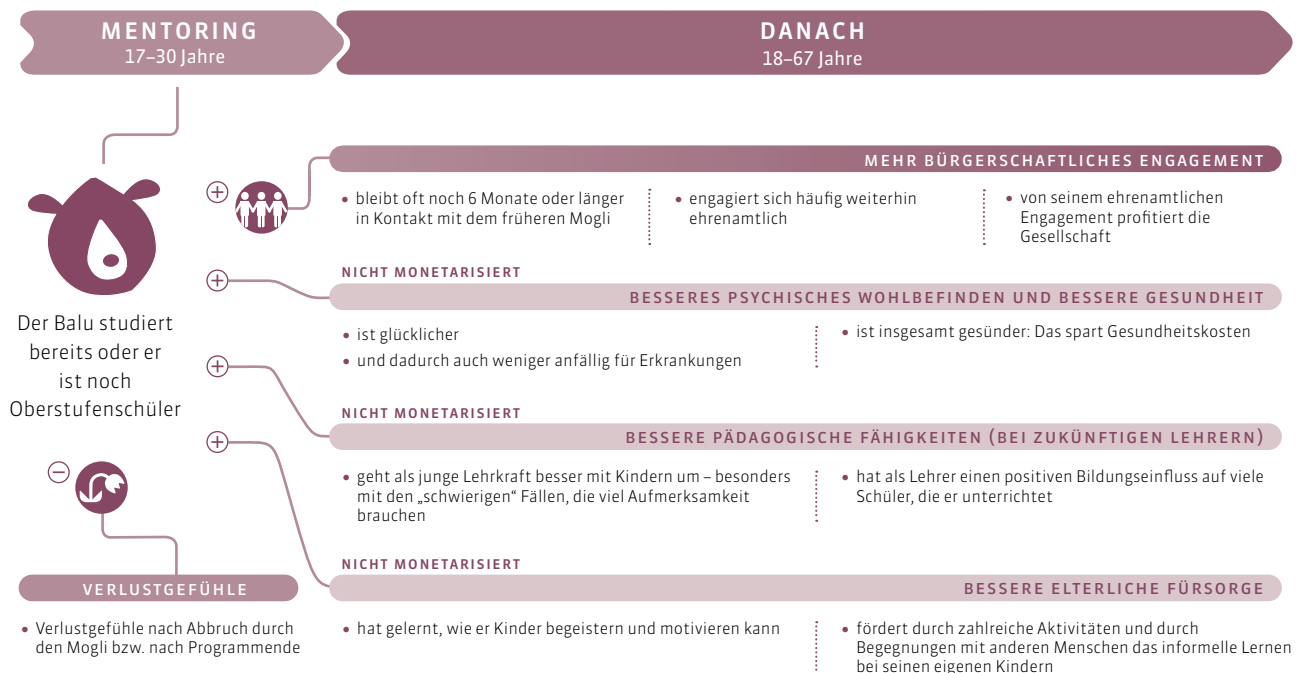 MENTORING
17–30 Jahre
DANACH
18–67 Jahre
Der Balu studiert
bereits oder er
ist noch
Oberstufenschüler
MEHR BÜRGERSCHAFTLICHES ENGAGEMENT
• bleibt oft noch 6 Monate oder länger
in Kontakt mit dem früheren Mogli
• engagiert sich häufig weiterhin
ehrenamtlich
• von seinem ehrenamtlichen
Engagement profitiert die
Gesellschaft
NICHT MONETARISIERT
BESSERES PSYCHISCHES WOHLBEFINDEN UND BESSERE GESUNDHEIT
• ist glücklicher
• und dadurch auch weniger anfällig für Erkrankungen
• ist insgesamt gesünder: Das spart Gesundheitskosten
NICHT MONETARISIERT
BESSERE PÄDAGOGISCHE FÄHIGKEITEN (BEI ZUKÜNFTIGEN LEHRERN)
• geht als junge Lehrkraft besser mit Kindern um – besonders
mit den „schwierigen“ Fällen, die viel Aufmerksamkeit
brauchen
• hat als Lehrer einen positiven Bildungseinfluss auf viele
Schüler, die er unterrichtet
NICHT MONETARISIERT
BESSERE ELTERLICHE FÜRSORGE
• hat gelernt, wie er Kinder begeistern und motivieren kann
• fördert durch zahlreiche Aktivitäten und durch
Begegnungen mit anderen Menschen das informelle Lernen
bei seinen eigenen Kindern
VERLUSTGEFÜHLE
• Verlustgefühle nach Abbruch durch
den Mogli bzw. nach Programmende